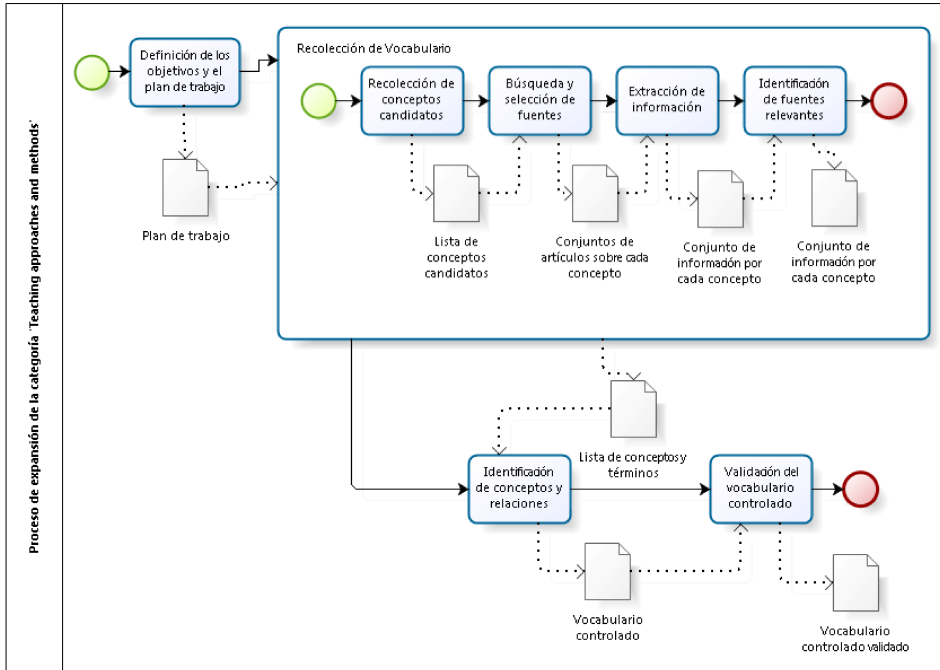 Proceso de expansión de la categoría 'Teaching approaches and methods'
Definición de los
objetivos y el
plan de trabajo
Plan de trabajo
Recolección de Vocabulario
Recolección de
conceptos
candidatos
Búsqueda y
selección de
fuentes
Extracción de
información
Identificación
de fuentes
relevantes
Lista de
conceptos
candidatos
Conjuntos de
artículos sobre cada
concepto
Conjunto de
información por
cada concepto
Conjunto de
información por
cada concepto
Lista de conceptos y
términos
Identificación
de conceptos y
relaciones
Validación del
vocabulario
controlado
Vocabulario
controlado
Vocabulario
controlado validado